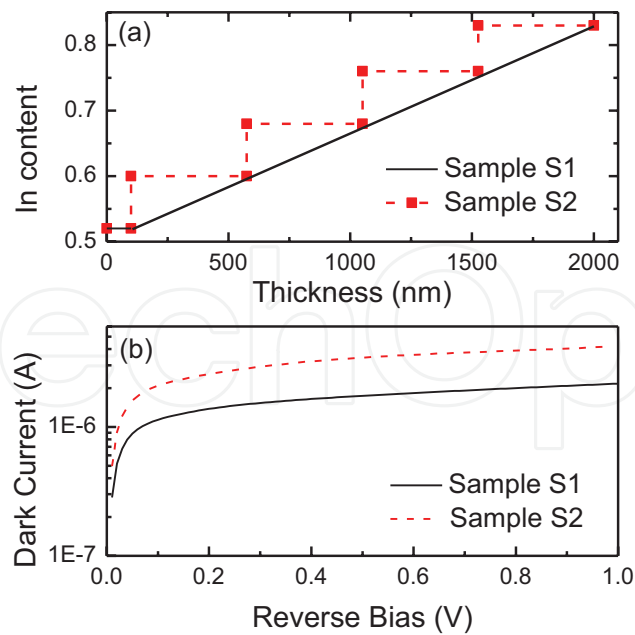 (a)
0.8
0.7
0.6
0.5
In content
Sample S1
Sample S2
0 500 1000 1500 2000
Thickness (nm)
(b)
1E-6
1E-7
Dark Current (A)
Sample S1
Sample S2
0.0 0.2 0.4 0.6 0.8 1.0
Reverse Bias (V)
echOp